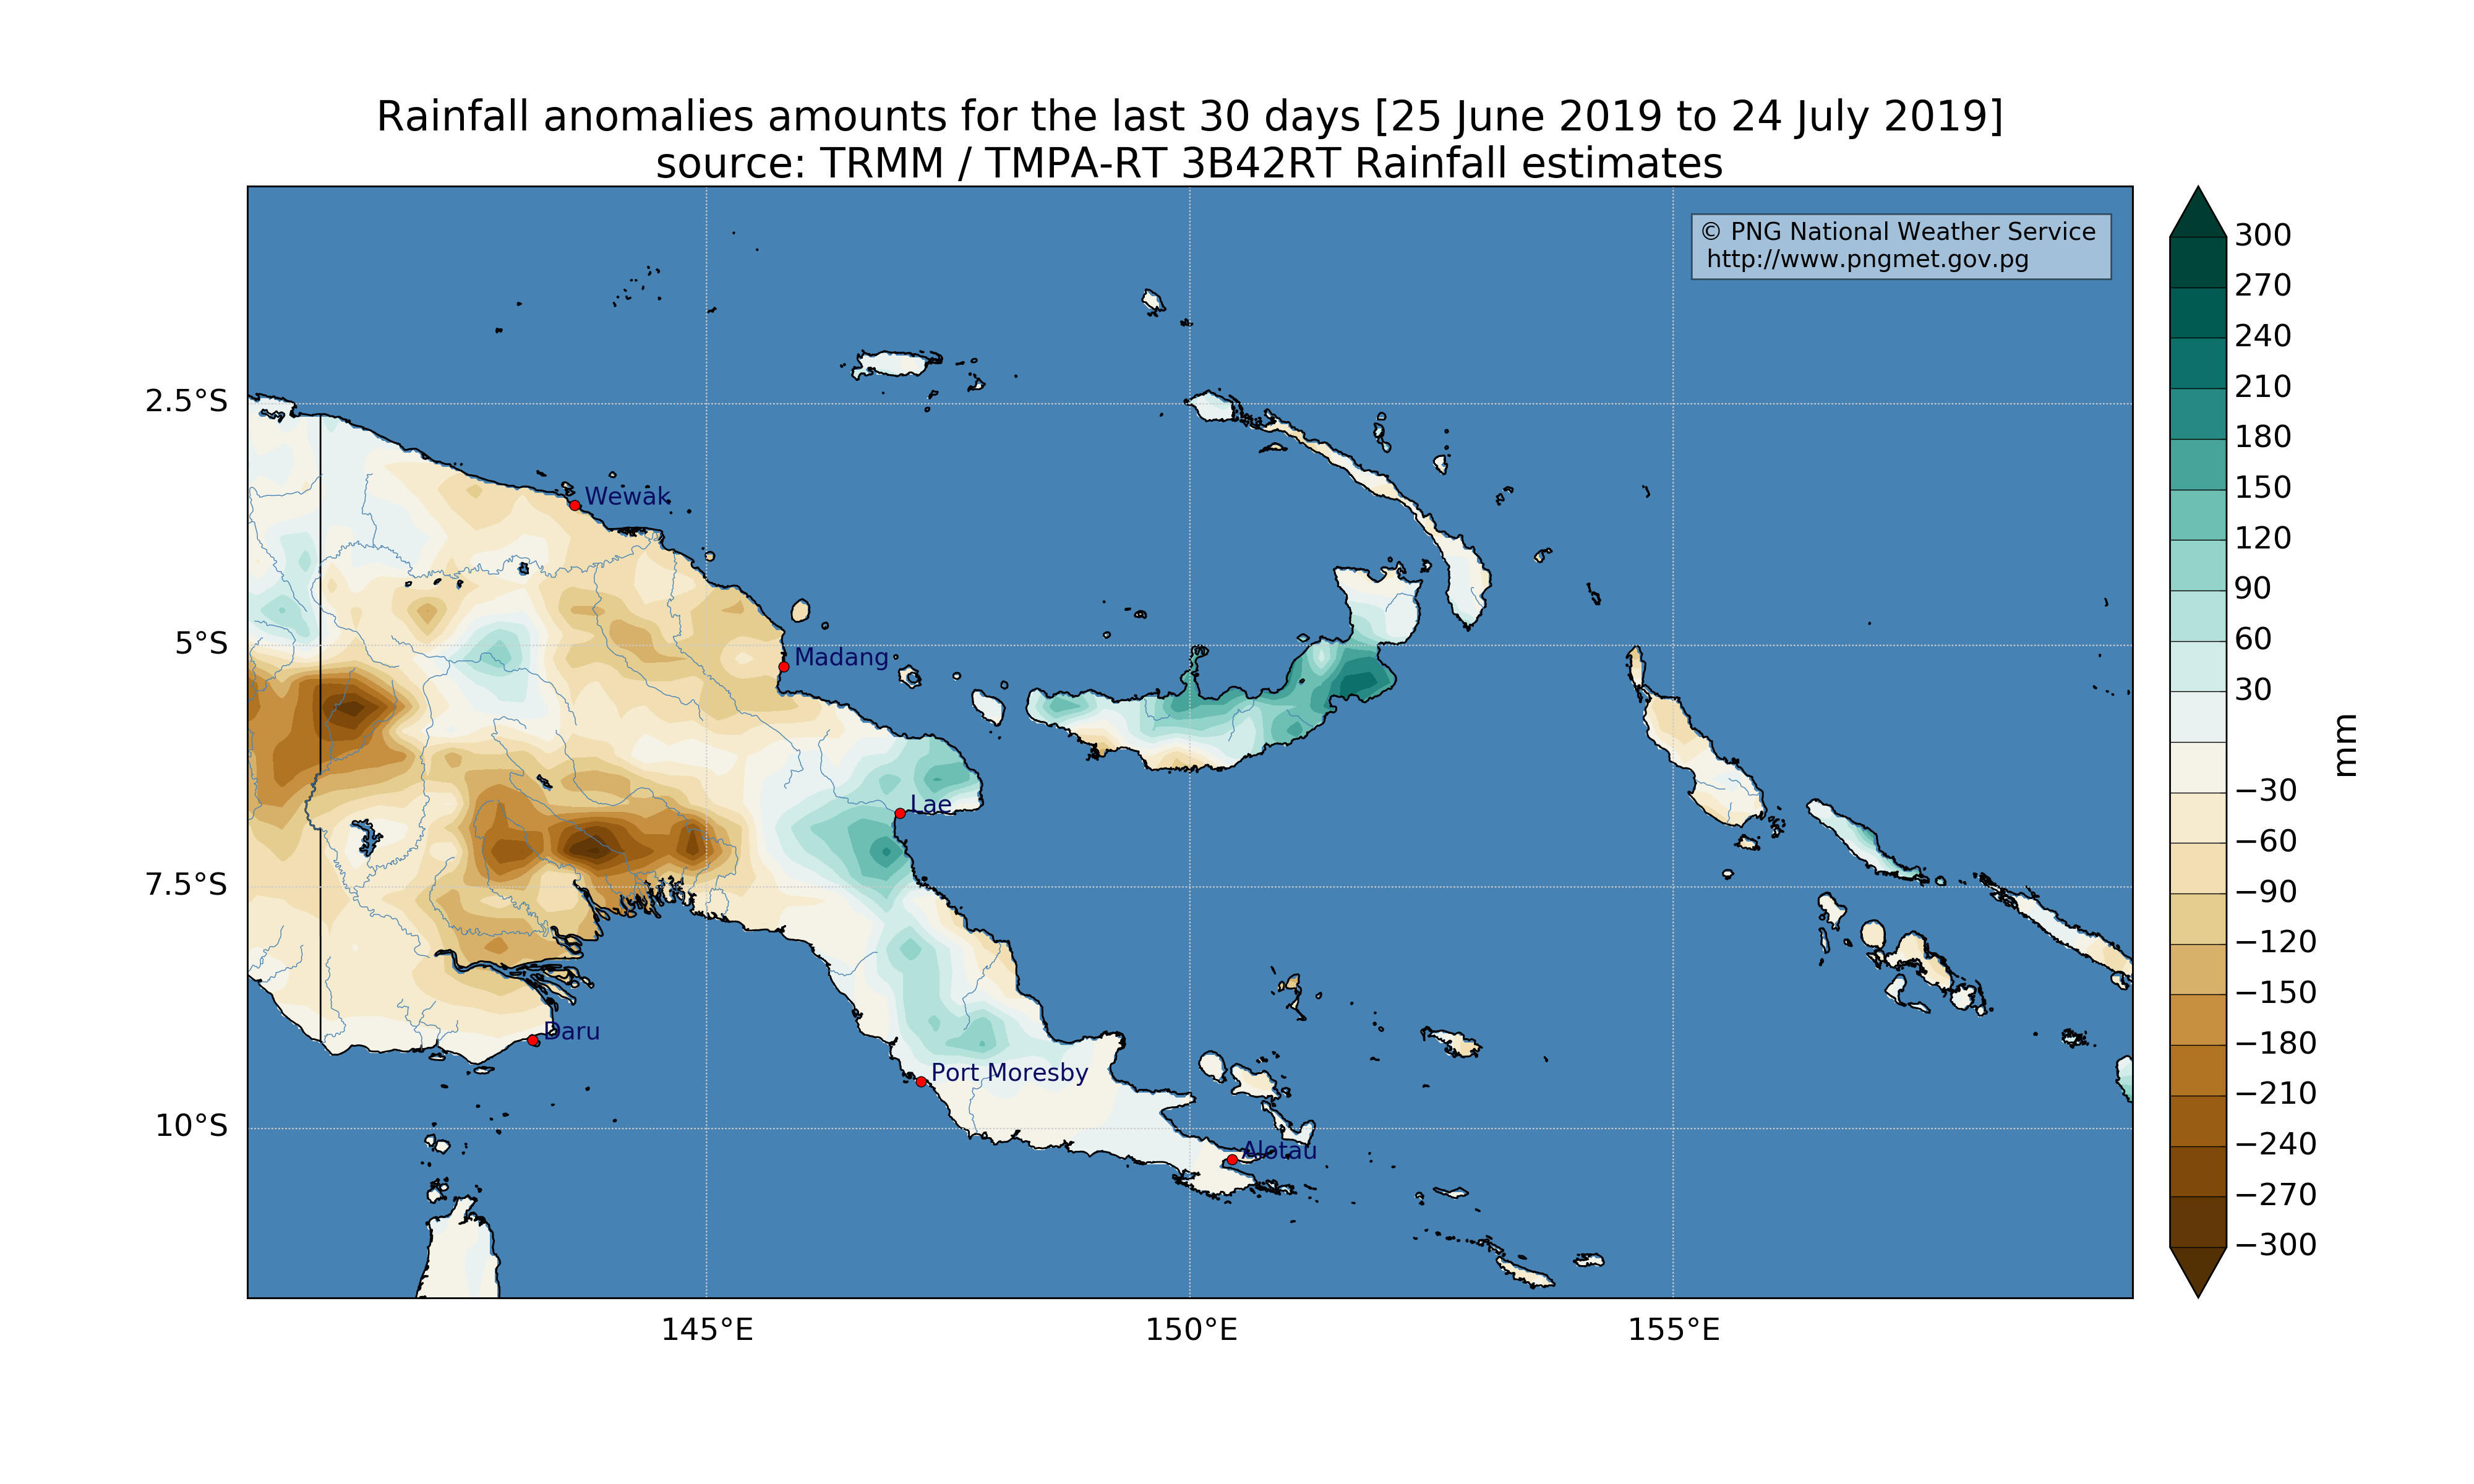 Rainfall anomalies amounts for the last 30 days [25 June 2019 to 24 July 2019]
source: TRMM / TMPA-RT 3B42RT Rainfall estimates
© PNG National Weather Service
http://www.pngmet.gov.pg
2.5°S
5°S
7.5°S
10°S
Wewak
Madang
Lae
Daru
Port Moresby
Alotau
145°E
150°E
155°E
300
270
240
210
180
150
120
90
60
30
−30
−60
−90
−120
−150
−180
−210
−240
−270
−300
mm